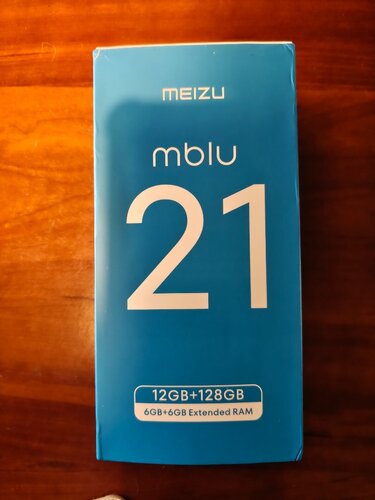 MEIZU
mblu
21
12GB+128GB
6GB+6GB Extended RAM